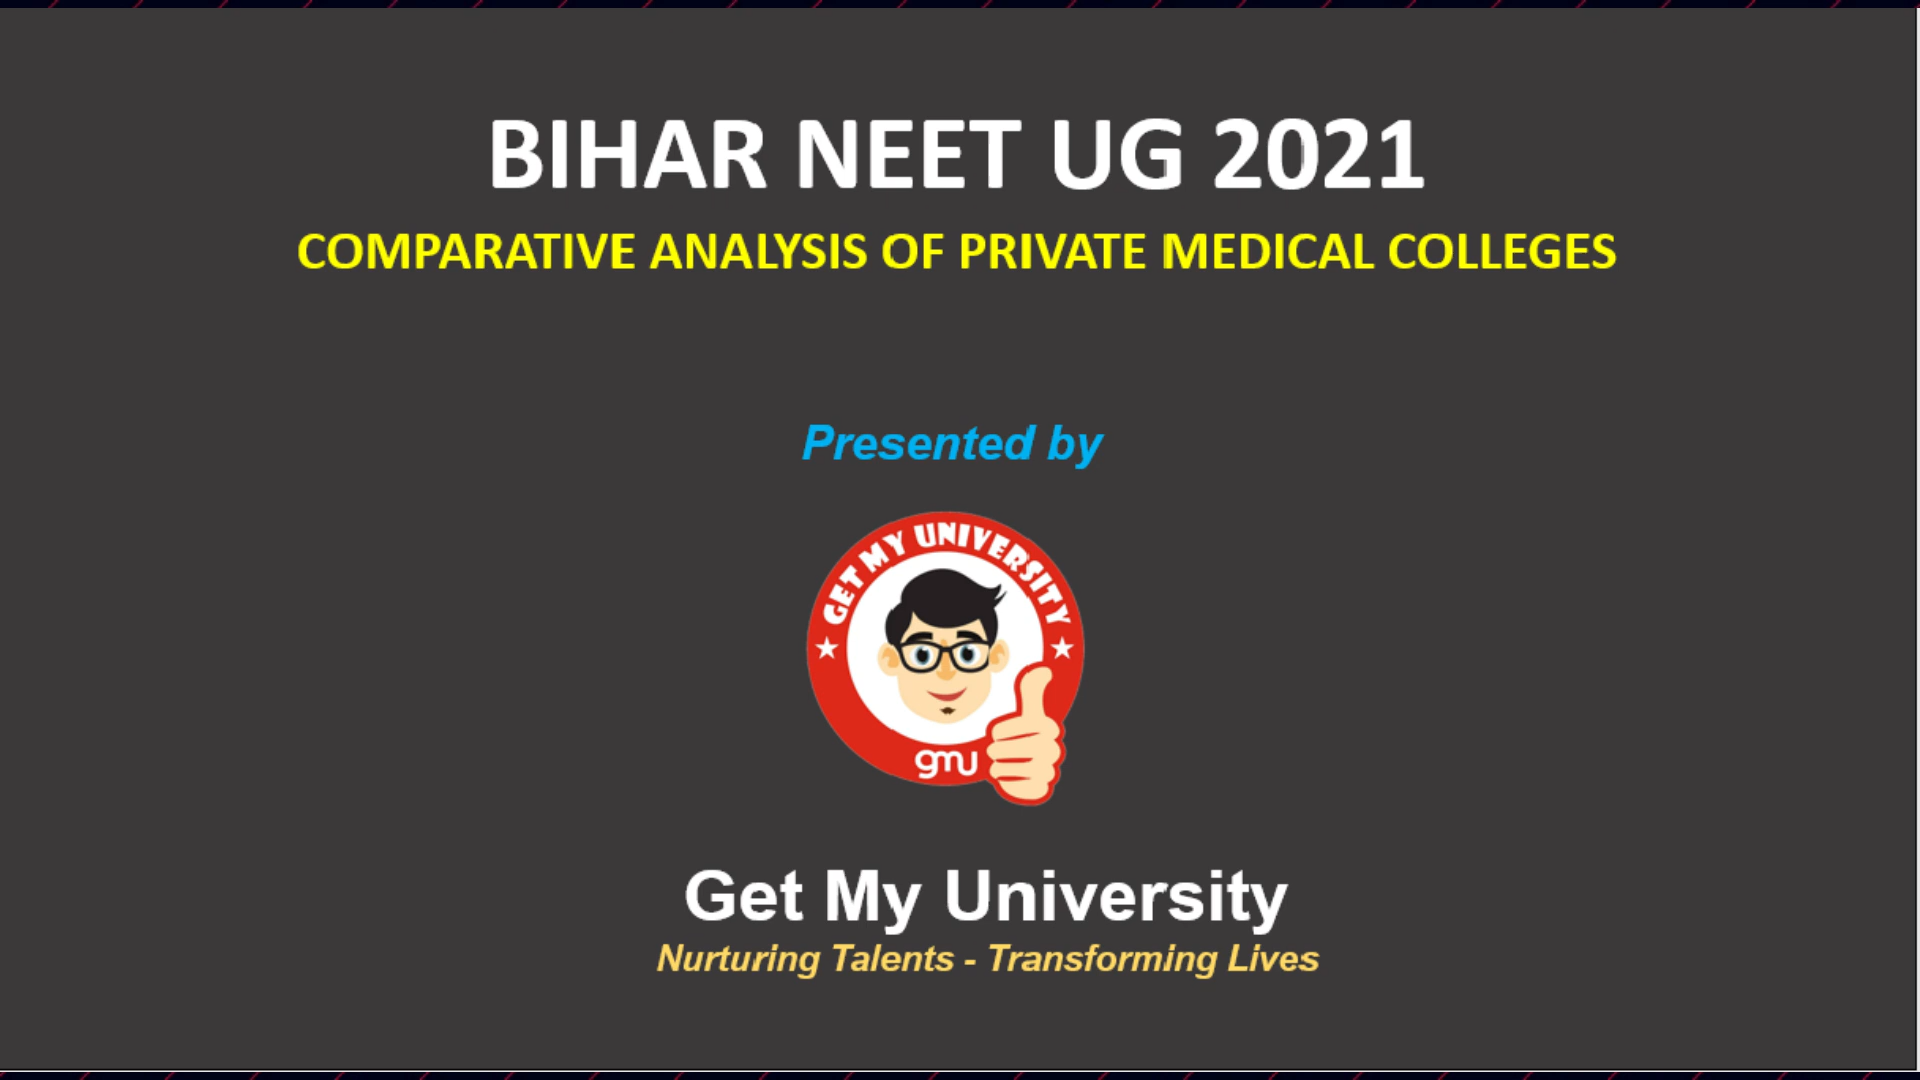 BIHAR NEET UG 2021
COMPARATIVE ANALYSIS OF PRIVATE MEDICAL COLLEGES
Presented by
GET MY UNIVERSITY
gmu
Get My University
Nurturing Talents - Transforming Lives